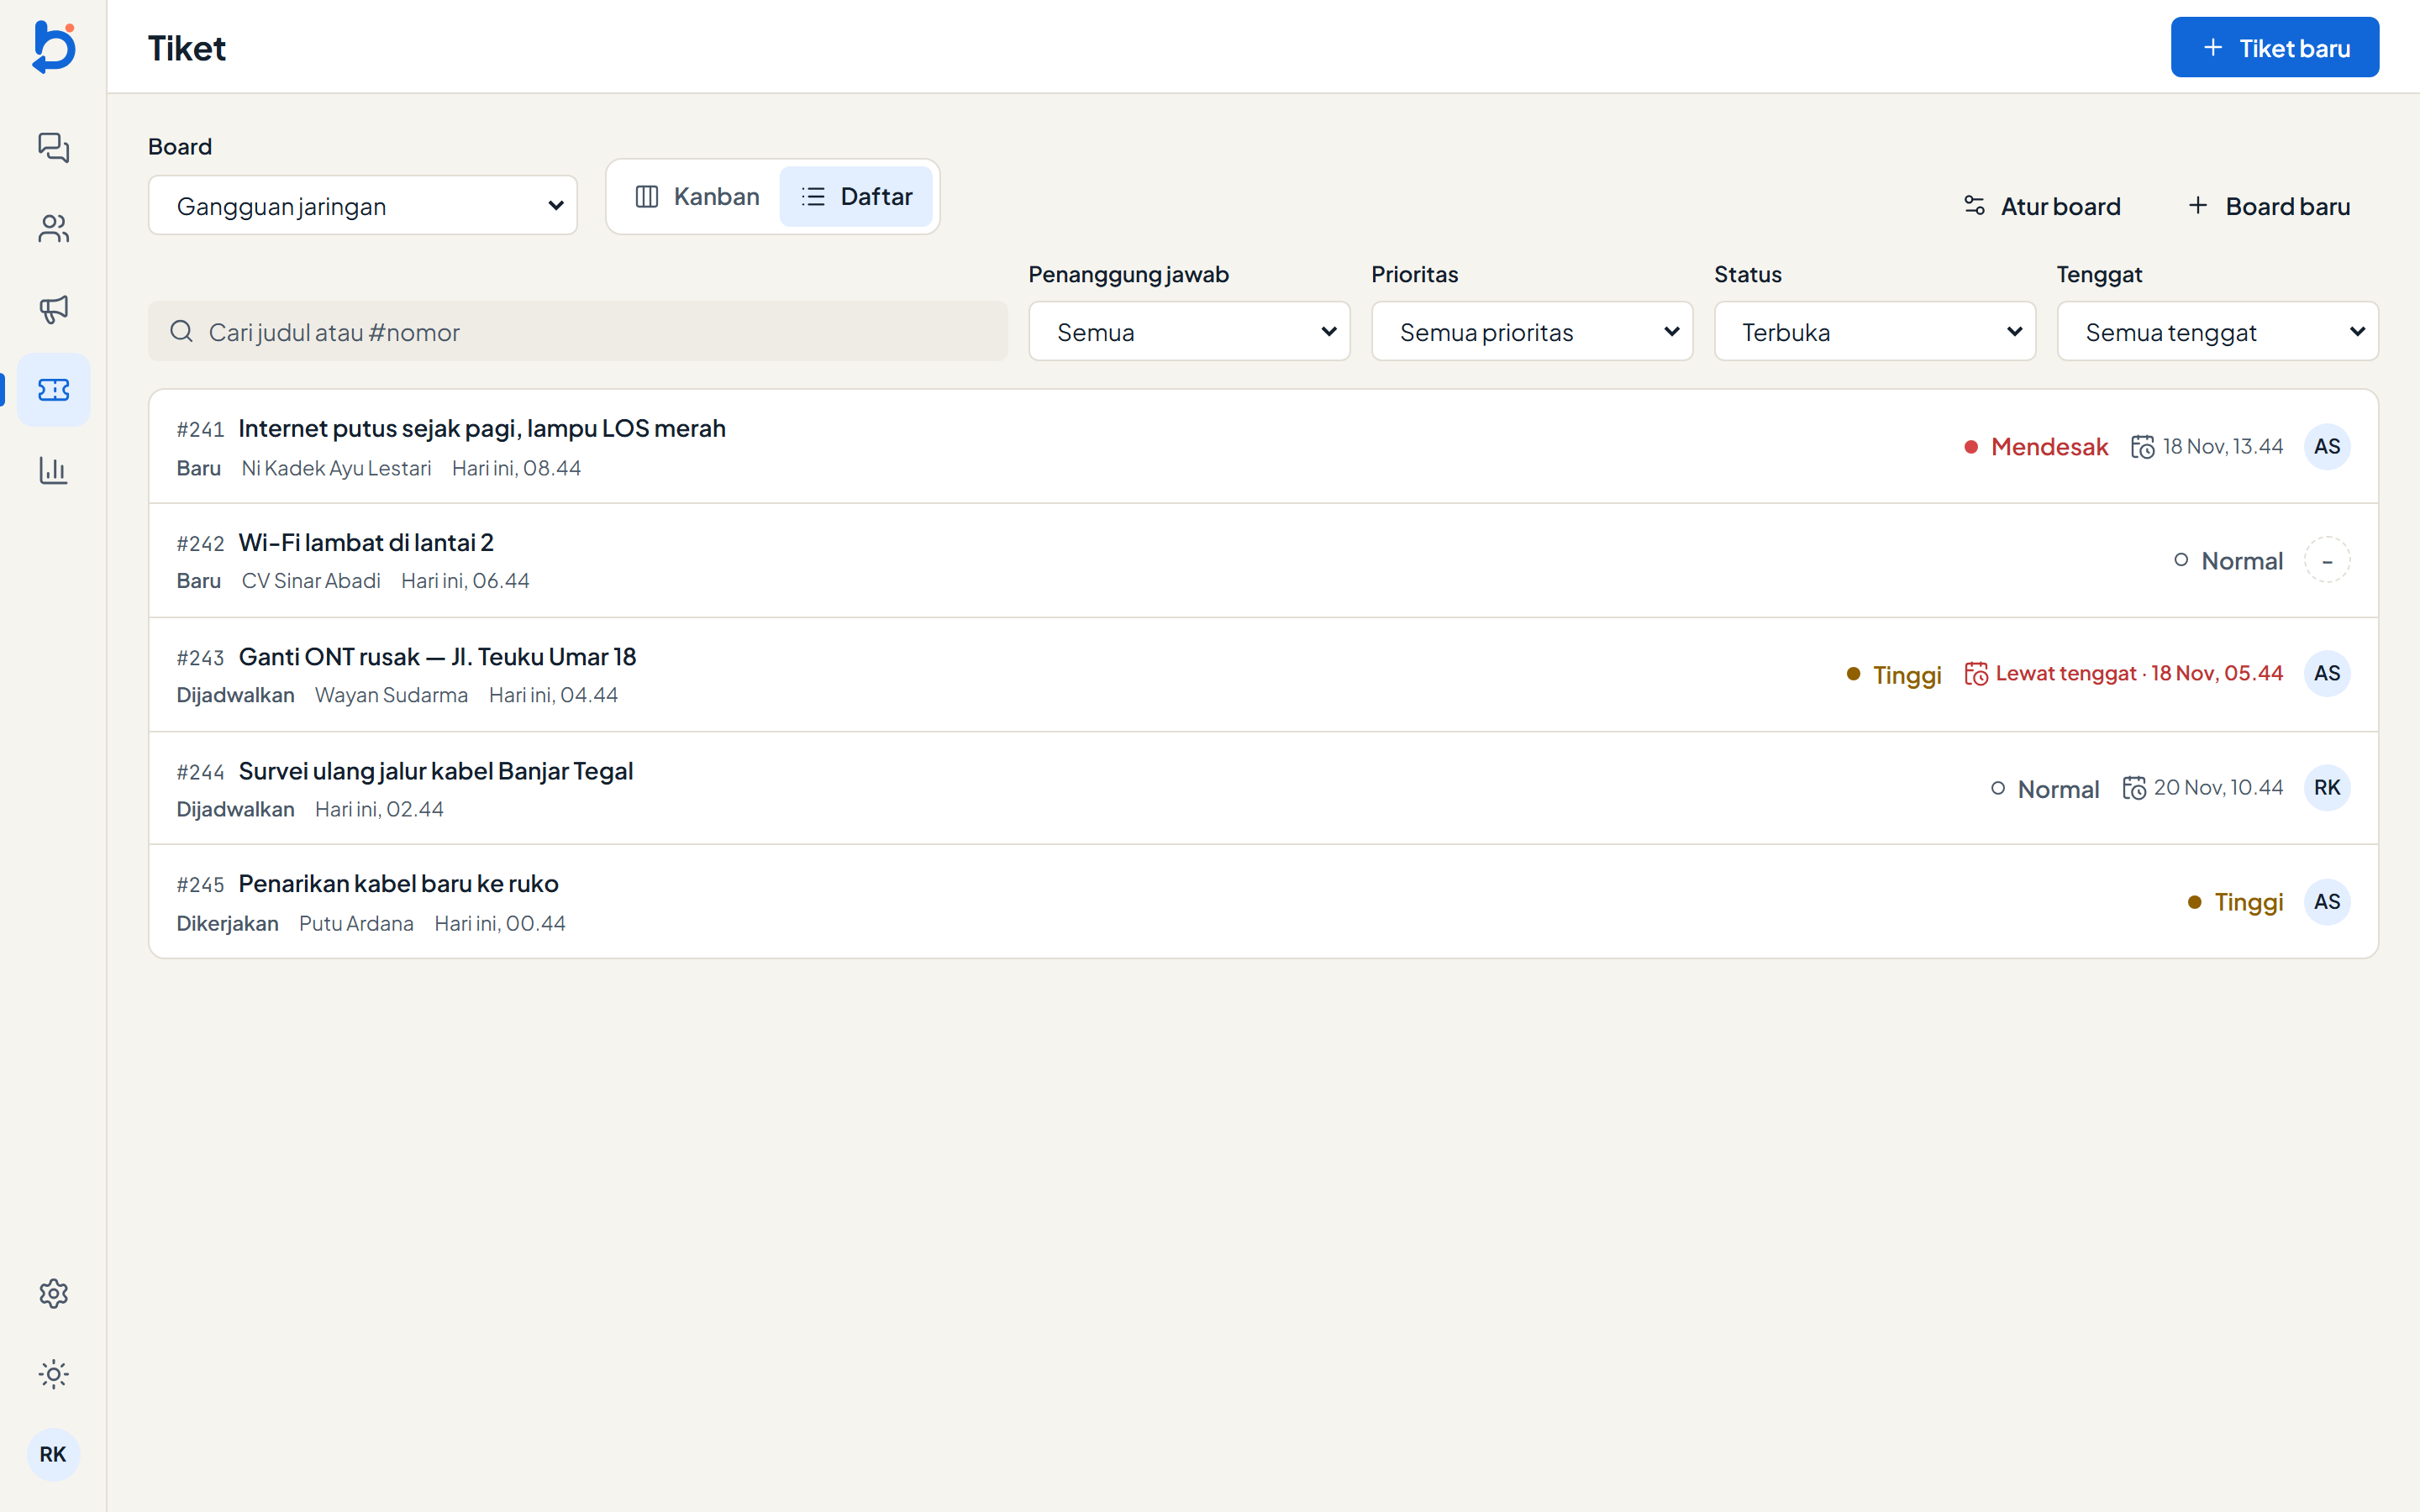 Tiket
Tiket baru
Board
Gangguan jaringan
Kanban
Daftar
Atur board
Board baru
Cari judul atau #nomor
Penanggung jawab
Semua
Prioritas
Semua prioritas
Status
Terbuka
Tenggat
Semua tenggat
#241 Internet putus sejak pagi, lampu LOS merah
Baru Ni Kadek Ayu Lestari Hari ini, 08.44
Mendesak 18 Nov, 13.44 AS
#242 Wi-Fi lambat di lantai 2
Baru CV Sinar Abadi Hari ini, 06.44
Normal -
#243 Ganti ONT rusak — Jl. Teuku Umar 18
Dijadwalkan Wayan Sudarma Hari ini, 04.44
Tinggi Lewat tenggat · 18 Nov, 05.44 AS
#244 Survei ulang jalur kabel Banjar Tegal
Dijadwalkan Hari ini, 02.44
Normal 20 Nov, 10.44 RK
#245 Penarikan kabel baru ke ruko
Dikerjakan Putu Ardana Hari ini, 00.44
Tinggi AS
RK